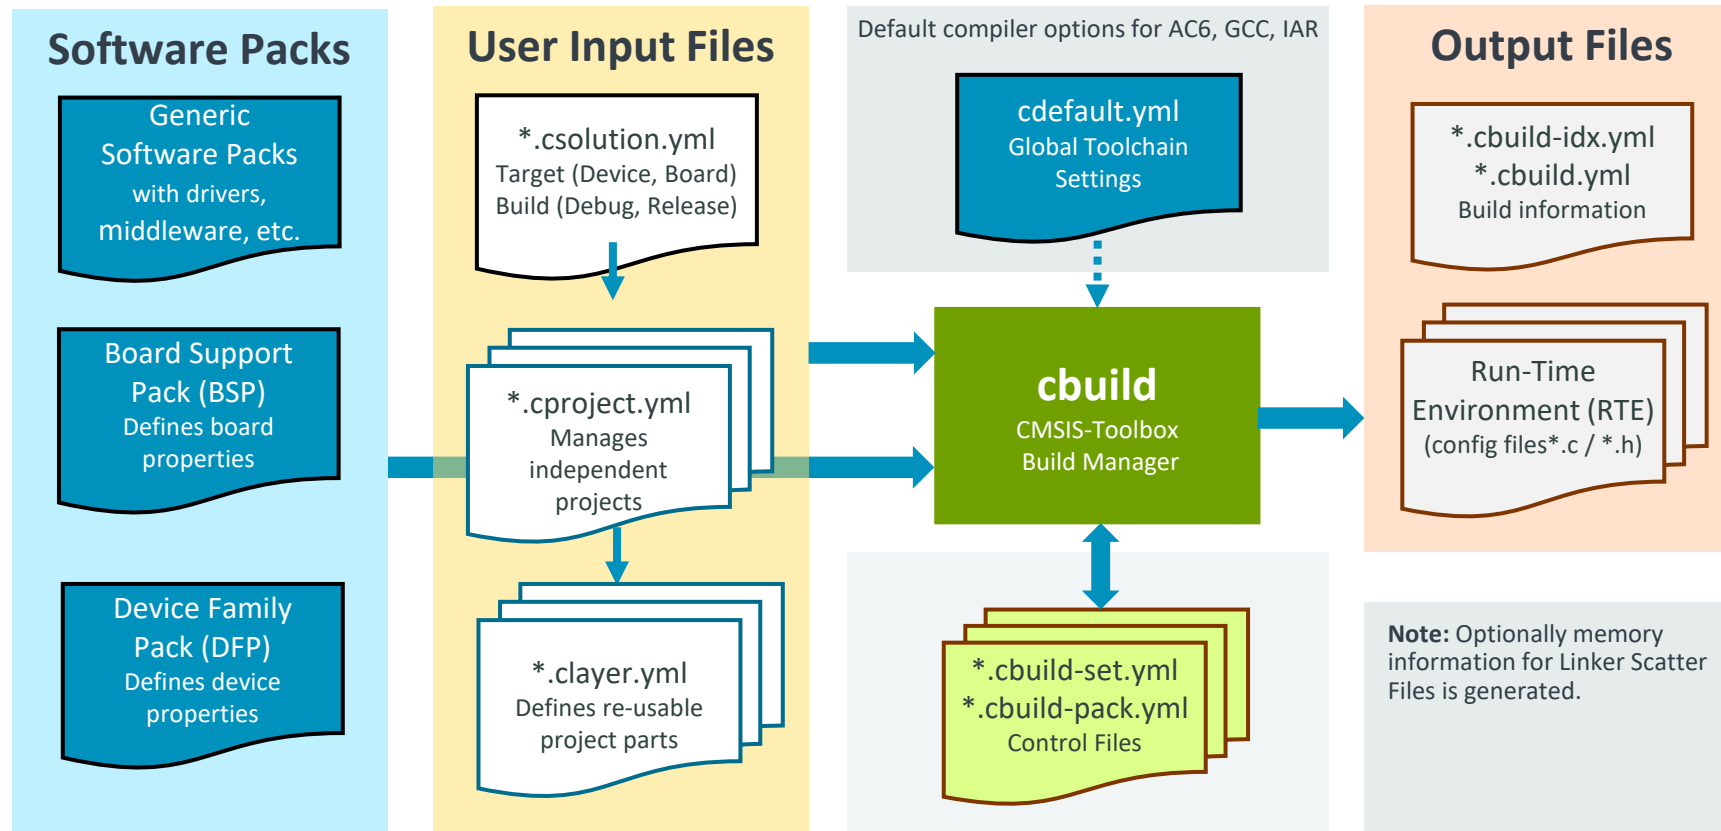 Software Packs
Generic
Software Packs
with drivers,
middleware, etc.
Board Support
Pack (BSP)
Defines board
properties
Device Family
Pack (DFP)
Defines device
properties
User Input Files
*.csolution.yml
Target (Device, Board)
Build (Debug, Release)
*.cproject.yml
Manages
independent
projects
*.clayer.yml
Defines re-usable
project parts
Default compiler options for AC6, GCC, IAR
cdefault.yml
Global Toolchain
Settings
cbuild
CMSIS-Toolbox
Build Manager
*.cbuild-set.yml
*.cbuild-pack.yml
Control Files
Output Files
*.cbuild-idx.yml
*.cbuild.yml
Build information
Run-Time
Environment (RTE)
(config files*.c / *.h)
Note: Optionally memory
information for Linker Scatter
Files is generated.